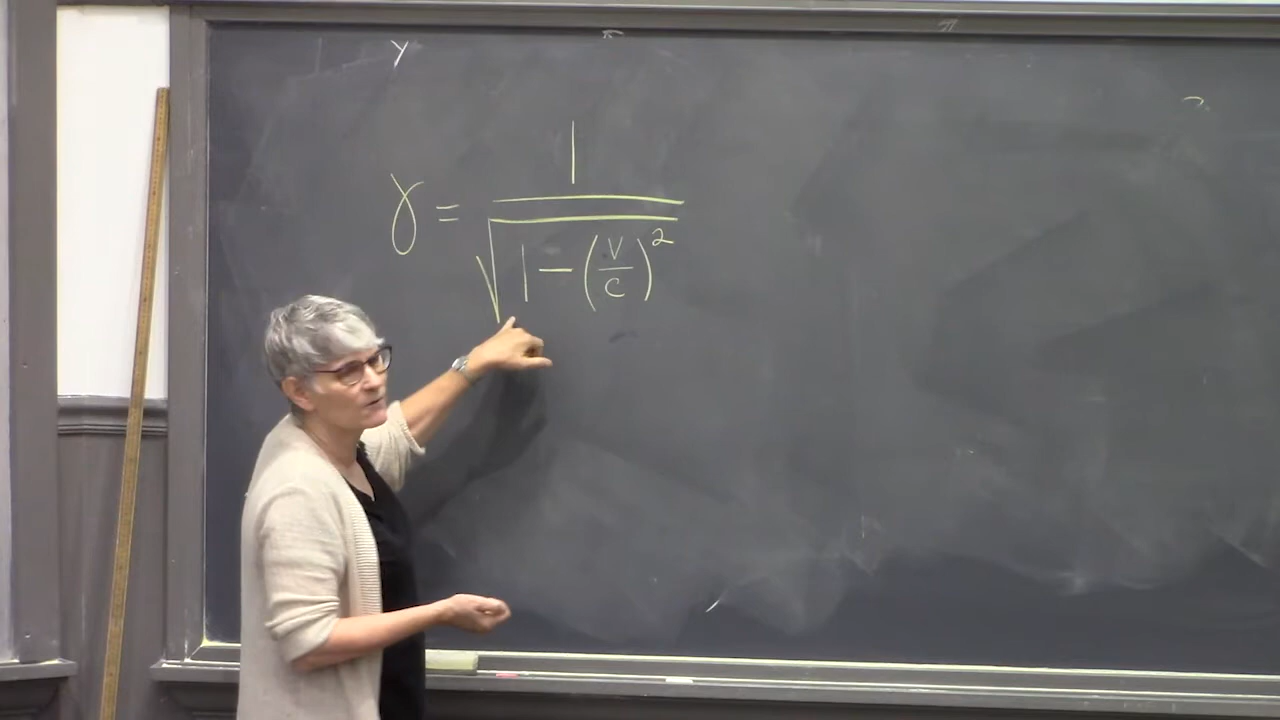 γ = 1 / √(1 − (v/c)²)